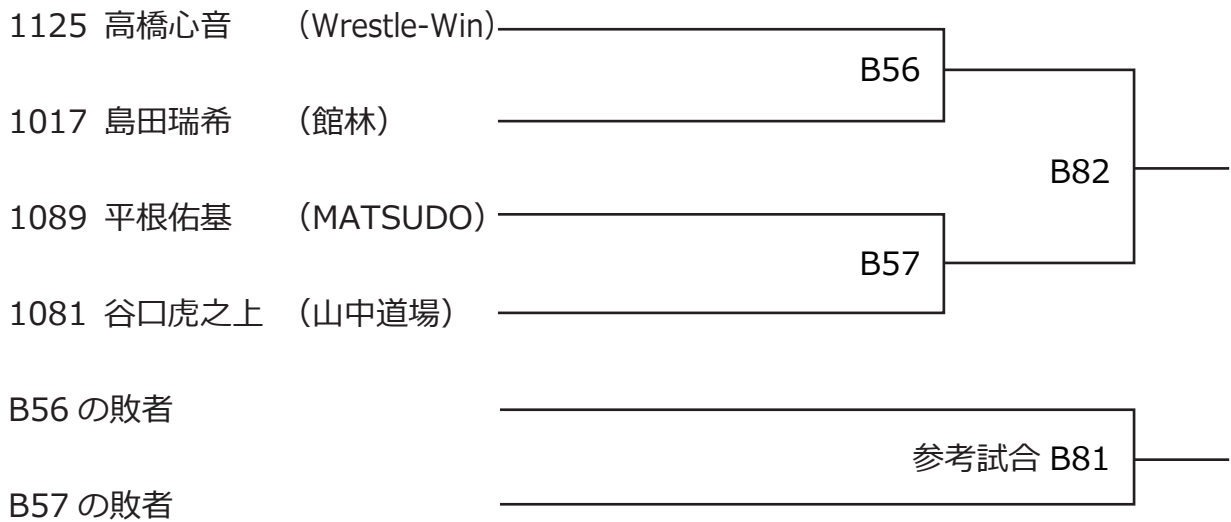 1125 高橋心音 （Wrestle-Win）
B56
1017 島田瑞希 （館林）
B82
1089 平根佑基 （MATSUDO）
B57
1081 谷口虎之上 （山中道場）
B56 の敗者
参考試合 B81
B57 の敗者